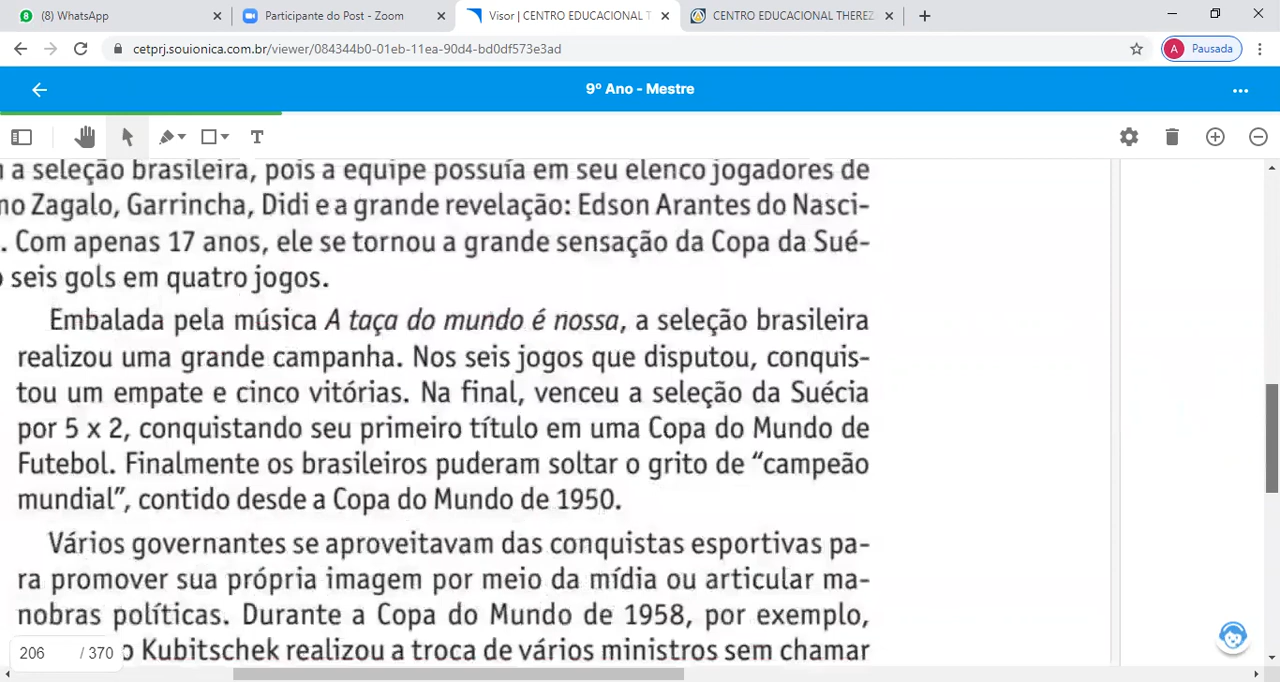 (8) WhatsApp
Participante do Post - Zoom
Visor | CENTRO EDUCACIONAL T
CENTRO EDUCACIONAL THEREZ
cetprj.souionica.com.br/viewer/084344b0-01eb-11ea-90d4-bd0df573e3ad
A Pausada
9º Ano - Mestre
T
a seleção brasileira, pois a equipe possuía em seu elenco jogadores de
no Zagalo, Garrincha, Didi e a grande revelação: Edson Arantes do Nasci-
. Com apenas 17 anos, ele se tornou a grande sensação da Copa da Sué-
seis gols em quatro jogos.
Embalada pela música A taça do mundo é nossa, a seleção brasileira
realizou uma grande campanha. Nos seis jogos que disputou, conquis-
tou um empate e cinco vitórias. Na final, venceu a seleção da Suécia
por 5 x 2, conquistando seu primeiro título em uma Copa do Mundo de
Futebol. Finalmente os brasileiros puderam soltar o grito de “campeão
mundial”, contido desde a Copa do Mundo de 1950.
Vários governantes se aproveitavam das conquistas esportivas pa-
ra promover sua própria imagem por meio da mídia ou articular ma-
nobras políticas. Durante a Copa do Mundo de 1958, por exemplo,
o Kubitschek realizou a troca de vários ministros sem chamar
206 / 370